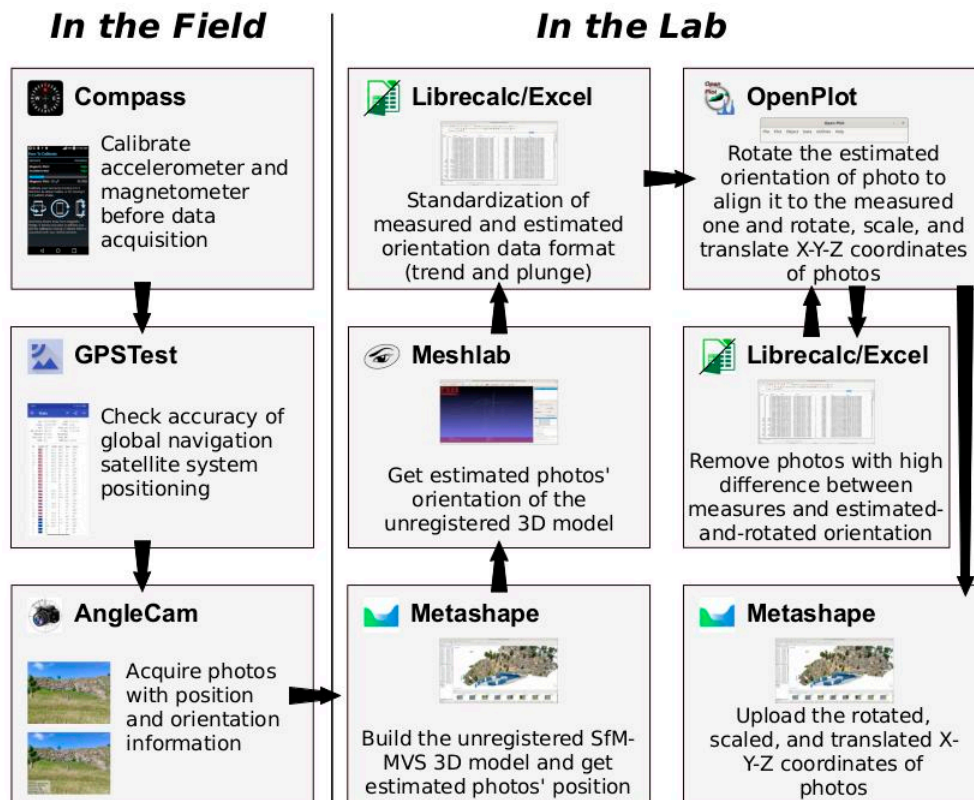 In the Field
Compass
Calibrate
accelerometer and
magnetometer
before data
acquisition
GPSTest
Check accuracy of
global navigation
satellite system
positioning
AngleCam
Acquire photos
with position
and orientation
information
In the Lab
Metashape
Build the unregistered SfM-
MVS 3D model and get
estimated photos' position
Meshlab
Get estimated photos'
orientation of the
unregistered 3D model
Librecalc/Excel
Standardization of
measured and estimated
orientation data format
(trend and plunge)
Open
Plot
OpenPlot
Rotate the estimated
orientation of photo to
align it to the measured
one and rotate, scale, and
translate X-Y-Z coordinates
of photos
Librecalc/Excel
Remove photos with high
difference between
measures and estimated-
and-rotated orientation
Metashape
Upload the rotated,
scaled, and translated X-
Y-Z coordinates of
photos